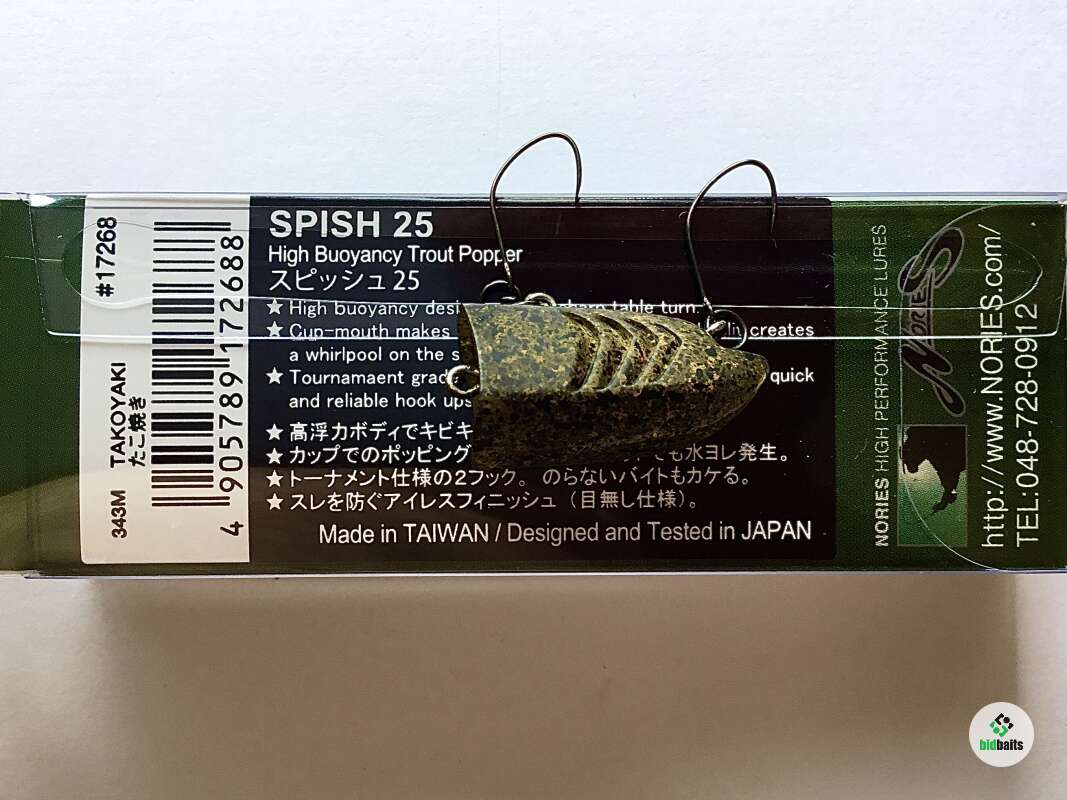 #17268
343M TAKOYAKI
たこ焼き
4 905789 172688
SPISH 25
High Buoyancy Trout Popper
スピッシュ25
★ High buoyancy table turn.
★ Cup-mouth makes creates
a whirlpool on the
★ Tournamaent grade quick
and reliable hook ups
★ 高浮力ボディでキビキ
★ カップでのポッピング でも水ヨレ発生。
★ トーナメント仕様の2フック。のらないバイトもカケる。
★ スレを防ぐアイレスフィニッシュ（目無し仕様）。
Made in TAIWAN / Designed and Tested in JAPAN
NORIES HIGH PERFORMANCE LURES
NORIES
http://www.NORIES.com/
TEL:048-728-0912
bidbaits